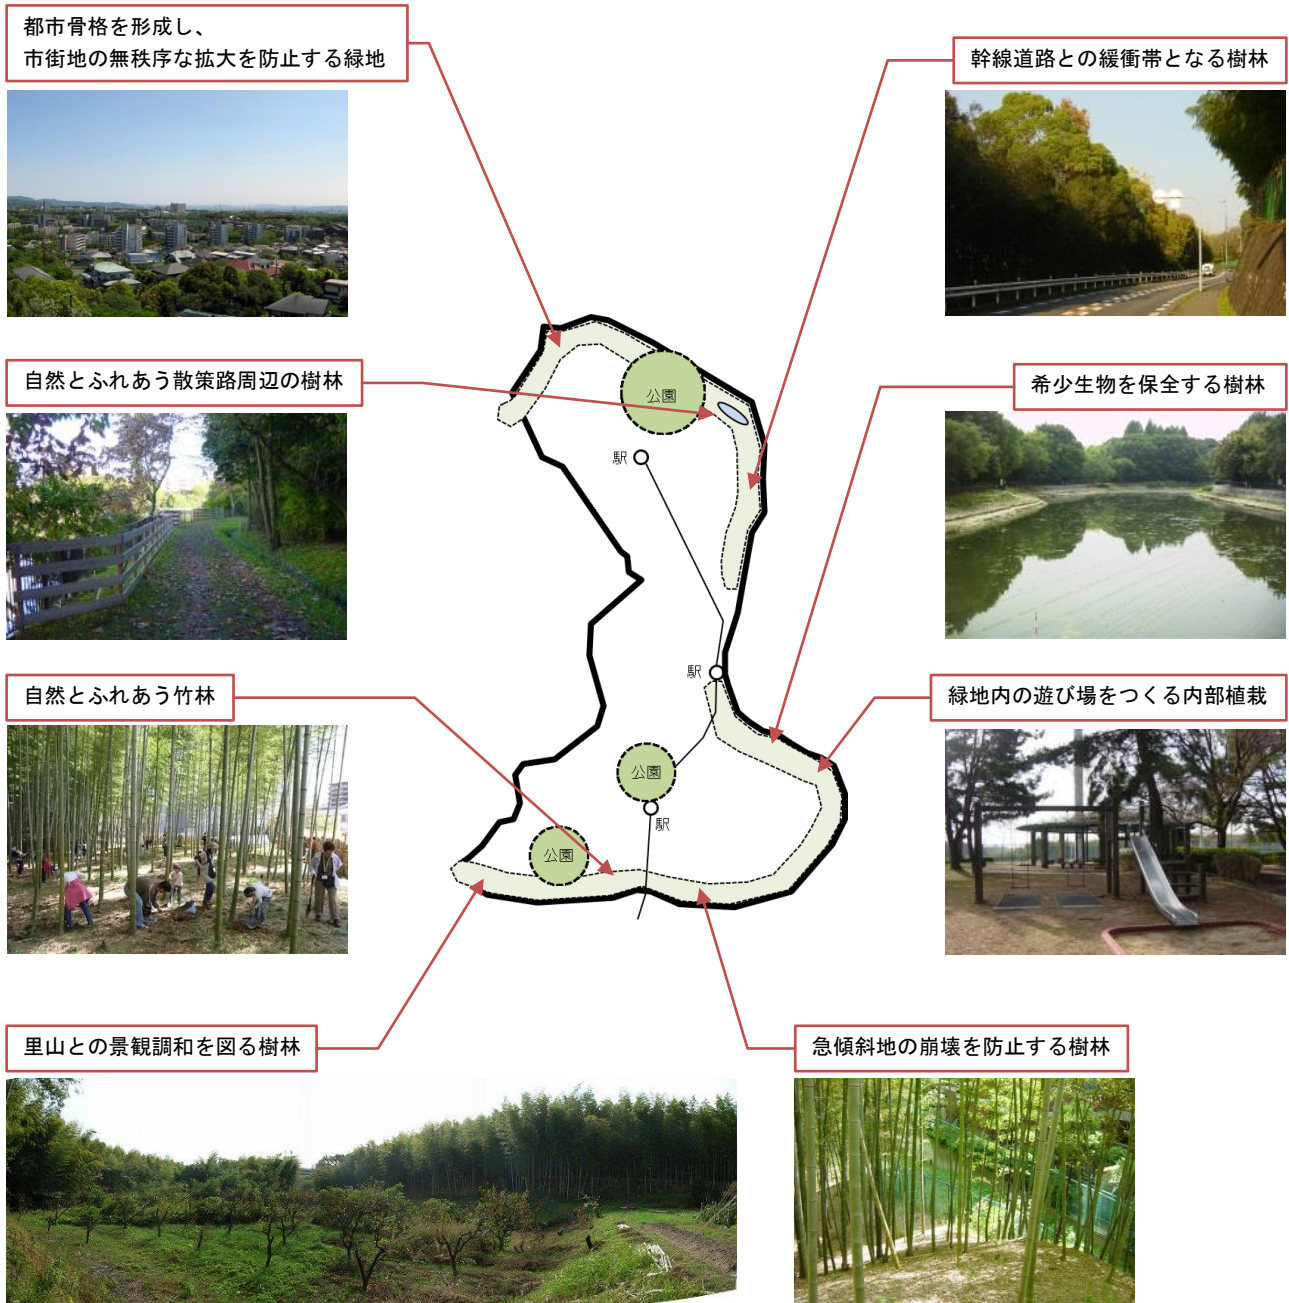 都市骨格を形成し、
市街地の無秩序な拡大を防止する緑地
幹線道路との緩衝帯となる樹林
自然とふれあう散策路周辺の樹林
希少生物を保全する樹林
公園
駅
駅
自然とふれあう竹林
緑地内の遊び場をつくる内部植栽
公園
駅
公園
里山との景観調和を図る樹林
急傾斜地の崩壊を防止する樹林